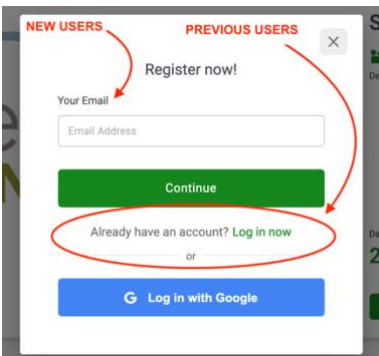 NEW USERS
PREVIOUS USERS
Register now!
Your Email
Email Address
Continue
Already have an account? Log in now
or
G Log in with Google